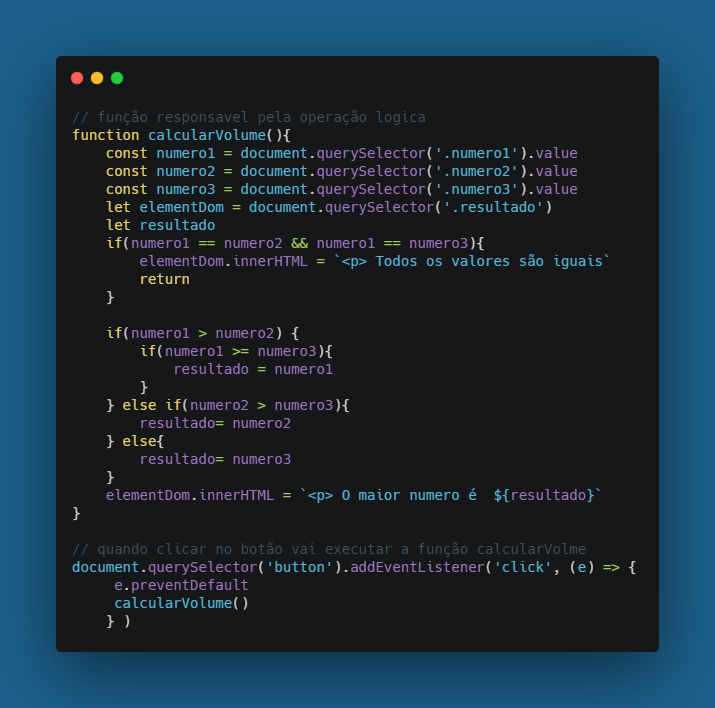 // função responsavel pela operação logica
function calcularVolume(){
    const numero1 = document.querySelector('.numero1').value
    const numero2 = document.querySelector('.numero2').value
    const numero3 = document.querySelector('.numero3').value
    let elementDom = document.querySelector('.resultado')
    let resultado
    if(numero1 == numero2 && numero1 == numero3){
        elementDom.innerHTML = `<p> Todos os valores são iguais`
        return
    }

    if(numero1 > numero2) {
        if(numero1 >= numero3){
            resultado = numero1
        }
    } else if(numero2 > numero3){
        resultado= numero2
    } else{
        resultado= numero3
    }
    elementDom.innerHTML = `<p> O maior numero é  ${resultado}`
}

// quando clicar no botão vai executar a função calcularVolme
document.querySelector('button').addEventListener('click', (e) => {
     e.preventDefault
     calcularVolume()
    } )